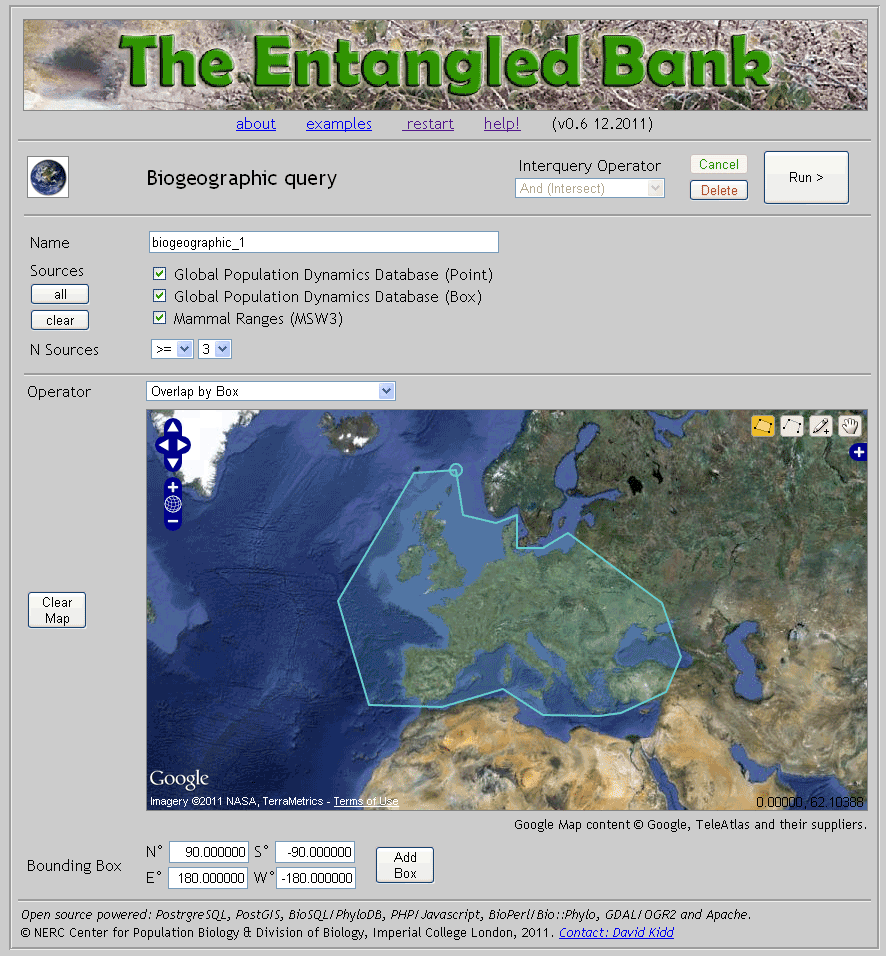 The Entangled Bank
about examples restart help! (v0.6 12.2011)
Biogeographic query
Interquery Operator
And (Intersect)
Cancel
Delete
Run >
Name
biogeographic_1
Sources
all
clear
Global Population Dynamics Database (Point)
Global Population Dynamics Database (Box)
Mammal Ranges (MSW3)
N Sources
>= 3
Operator
Overlap by Box
Clear
Map
Google
Imagery ©2011 NASA, TerraMetrics - Terms of Use
0.00000, 62.10388
Google Map content © Google, TeleAtlas and their suppliers.
Bounding Box
N° 90.000000 S° -90.000000
E° 180.000000 W° -180.000000
Add
Box
Open source powered: PostrgreSQL, PostGIS, BioSQL/PhyloDB, PHP/Javascript, BioPerl/Bio::Phylo, GDAL/OGR2 and Apache.
© NERC Center for Population Biology & Division of Biology, Imperial College London, 2011. Contact: David Kidd